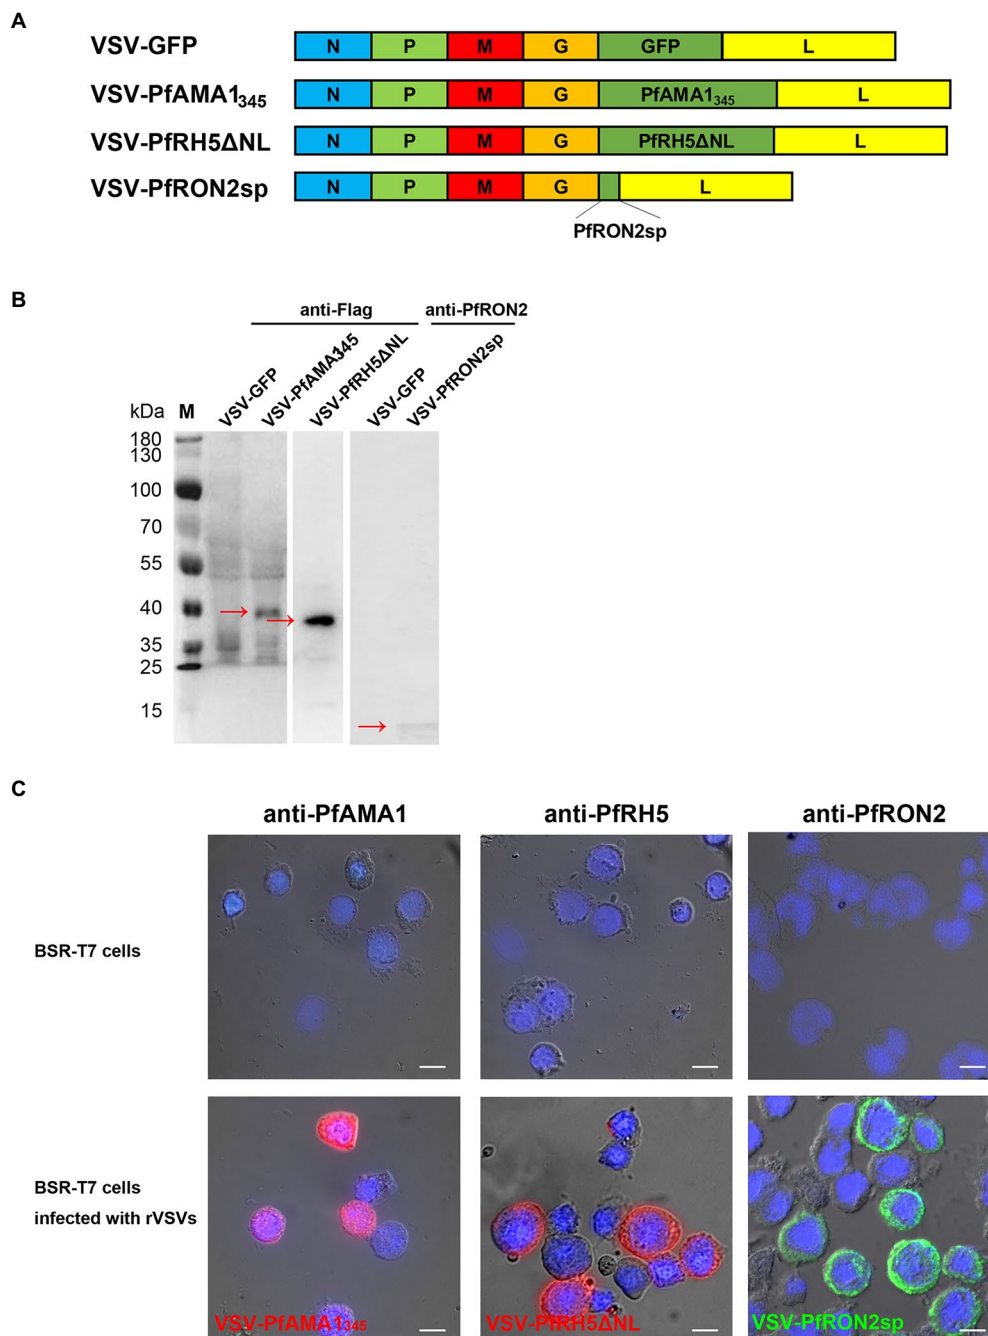 A
VSV-GFP N P M G GFP L
VSV-PfAMA1345 N P M G PfAMA1345 L
VSV-PfRH5ΔNL N P M G PfRH5ΔNL L
VSV-PfRON2sp N P M G L
PfRON2sp
B
anti-Flag anti-PfRON2
kDa M VSV-GFP VSV-PfAMA1345 VSV-PfRH5ΔNL VSV-GFP VSV-PfRON2sp
180
130
100
70
55
40
35
25
15
C
anti-PfAMA1 anti-PfRH5 anti-PfRON2
BSR-T7 cells
BSR-T7 cells
infected with rVSVs
VSV-PfAMA1345 VSV-PfRH5ΔNL VSV-PfRON2sp